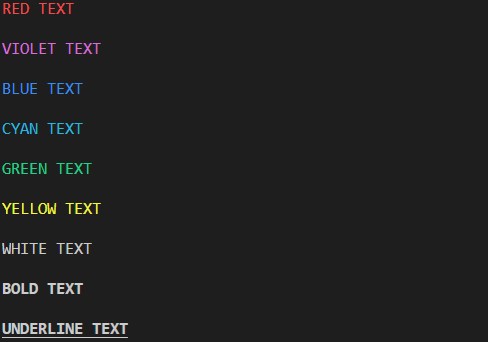 RED TEXT
VIOLET TEXT
BLUE TEXT
CYAN TEXT
GREEN TEXT
YELLOW TEXT
WHITE TEXT
BOLD TEXT
UNDERLINE TEXT